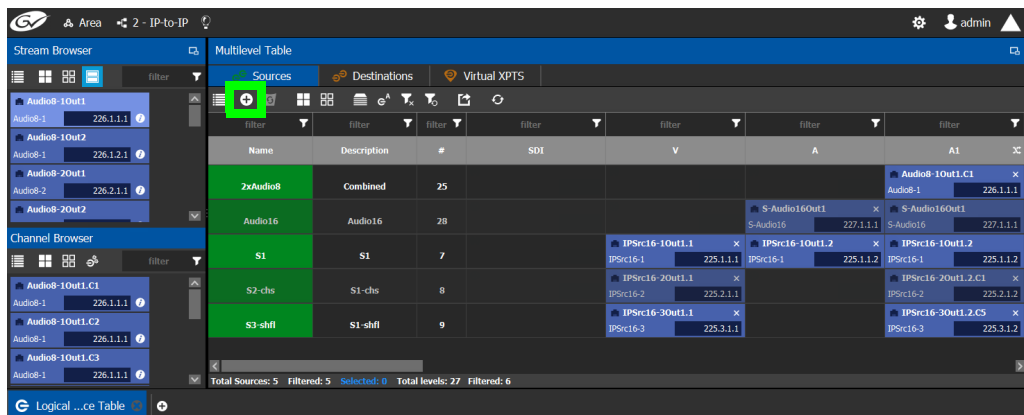 GV Area 2 - IP-to-IP admin
Stream Browser
filter
Audio8-1Out1
Audio8-1 226.1.1.1
Audio8-1Out2
Audio8-1 226.1.2.1
Audio8-2Out1
Audio8-2 226.2.1.1
Audio8-2Out2
Channel Browser
filter
Audio8-1Out1.C1
Audio8-1 226.1.1.1
Audio8-1Out1.C2
Audio8-1 226.1.1.1
Audio8-1Out1.C3
Audio8-1 226.1.1.1
Multilevel Table
Sources Destinations Virtual XPTS
filter filter filter filter filter filter filter
Name Description # SDI V A A1
2xAudio8 Combined 25 Audio8-1Out1.C1 ×
Audio8-1 226.1.1.1
Audio16 Audio16 28 S-Audio16Out1 × S-Audio16Out1
S-Audio16 227.1.1.1 S-Audio16 227.1.1.1
S1 S1 7 IPSrc16-1Out1.1 × IPSrc16-1Out1.2 × IPSrc16-1Out1.2
IPSrc16-1 225.1.1.1 IPSrc16-1 225.1.1.2 IPSrc16-1 225.1.1.2
S2-chs S1-chs 8 IPSrc16-2Out1.1 × IPSrc16-2Out1.2.C1 ×
IPSrc16-2 225.2.1.1 IPSrc16-2 225.2.1.2
S3-shfl S1-shfl 9 IPSrc16-3Out1.1 × IPSrc16-3Out1.2.C5 ×
IPSrc16-3 225.3.1.1 IPSrc16-3 225.3.1.2
Total Sources: 5 Filtered: 5 Selected: 0 Total levels: 27 Filtered: 6
Logical ...ce Table